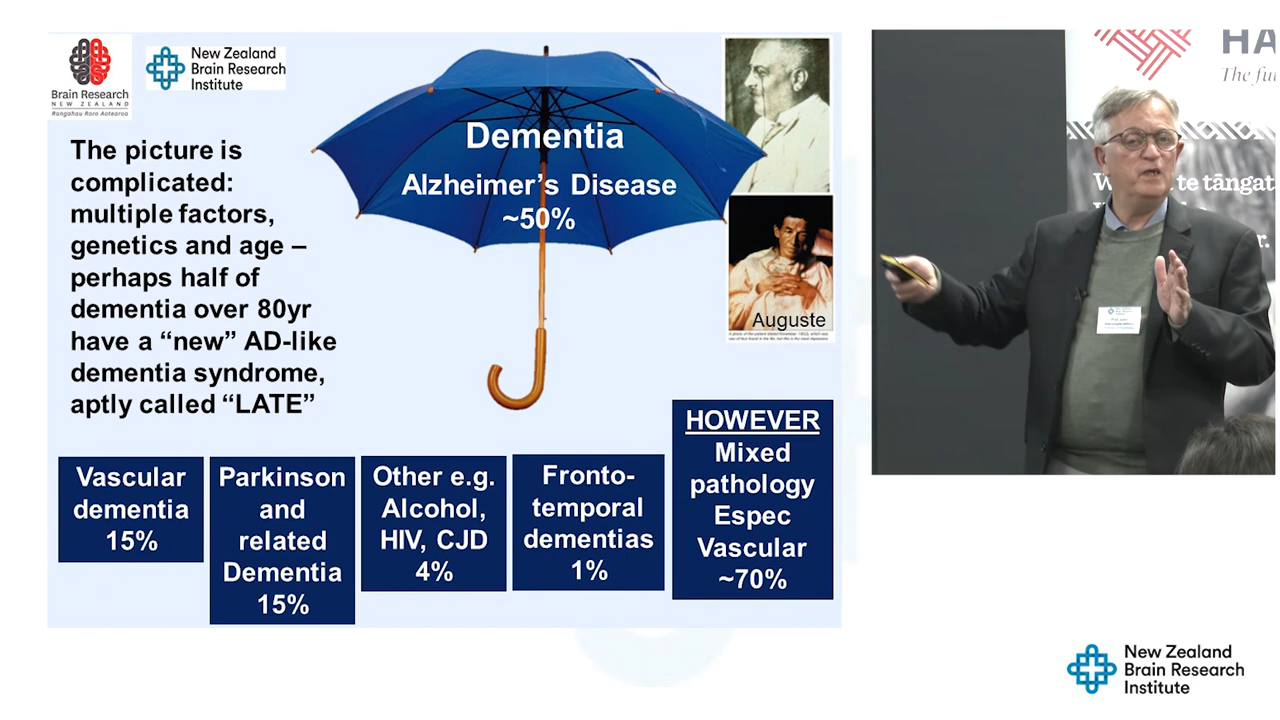 Brain Research
NEW ZEALAND
Rangahau Roro Aotearoa
New Zealand
Brain Research
Institute
The picture is
complicated:
multiple factors,
genetics and age –
perhaps half of
dementia over 80yr
have a “new” AD-like
dementia syndrome,
aptly called “LATE”
Dementia
Alzheimer’s Disease
~50%
Auguste
Vascular
dementia
15%
Parkinson
and
related
Dementia
15%
Other e.g.
Alcohol,
HIV, CJD
4%
Fronto-
temporal
dementias
1%
HOWEVER
Mixed
pathology
Espec
Vascular
~70%
HA
The fu
te tāngat
New Zealand
Brain Research
Institute